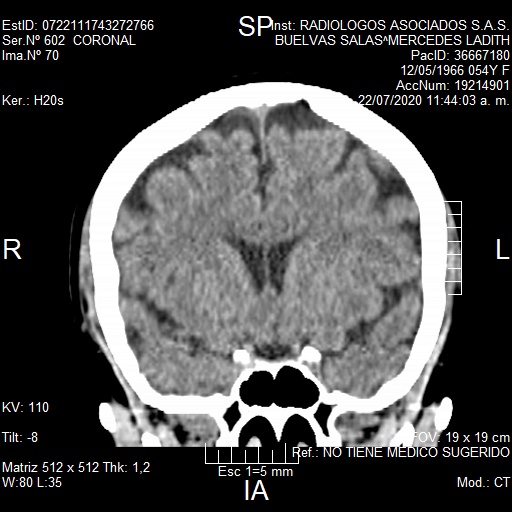 EstID: 0722111743272766
Ser.Nº 602 CORONAL
Ima.Nº 70
Ker.: H20s
SP
Inst: RADIOLOGOS ASOCIADOS S.A.S.
BUELVAS SALAS^MERCEDES LADITH
PacID: 36667180
12/05/1966 054Y F
AccNum: 19214901
22/07/2020 11:44:03 a. m.
R
L
KV: 110
Tilt: -8
Matriz 512 x 512 Thk: 1,2
W:80 L:35
Esc 1=5 mm
IA
FOV: 19 x 19 cm
Ref.: NO TIENE MEDICO SUGERIDO
Mod.: CT